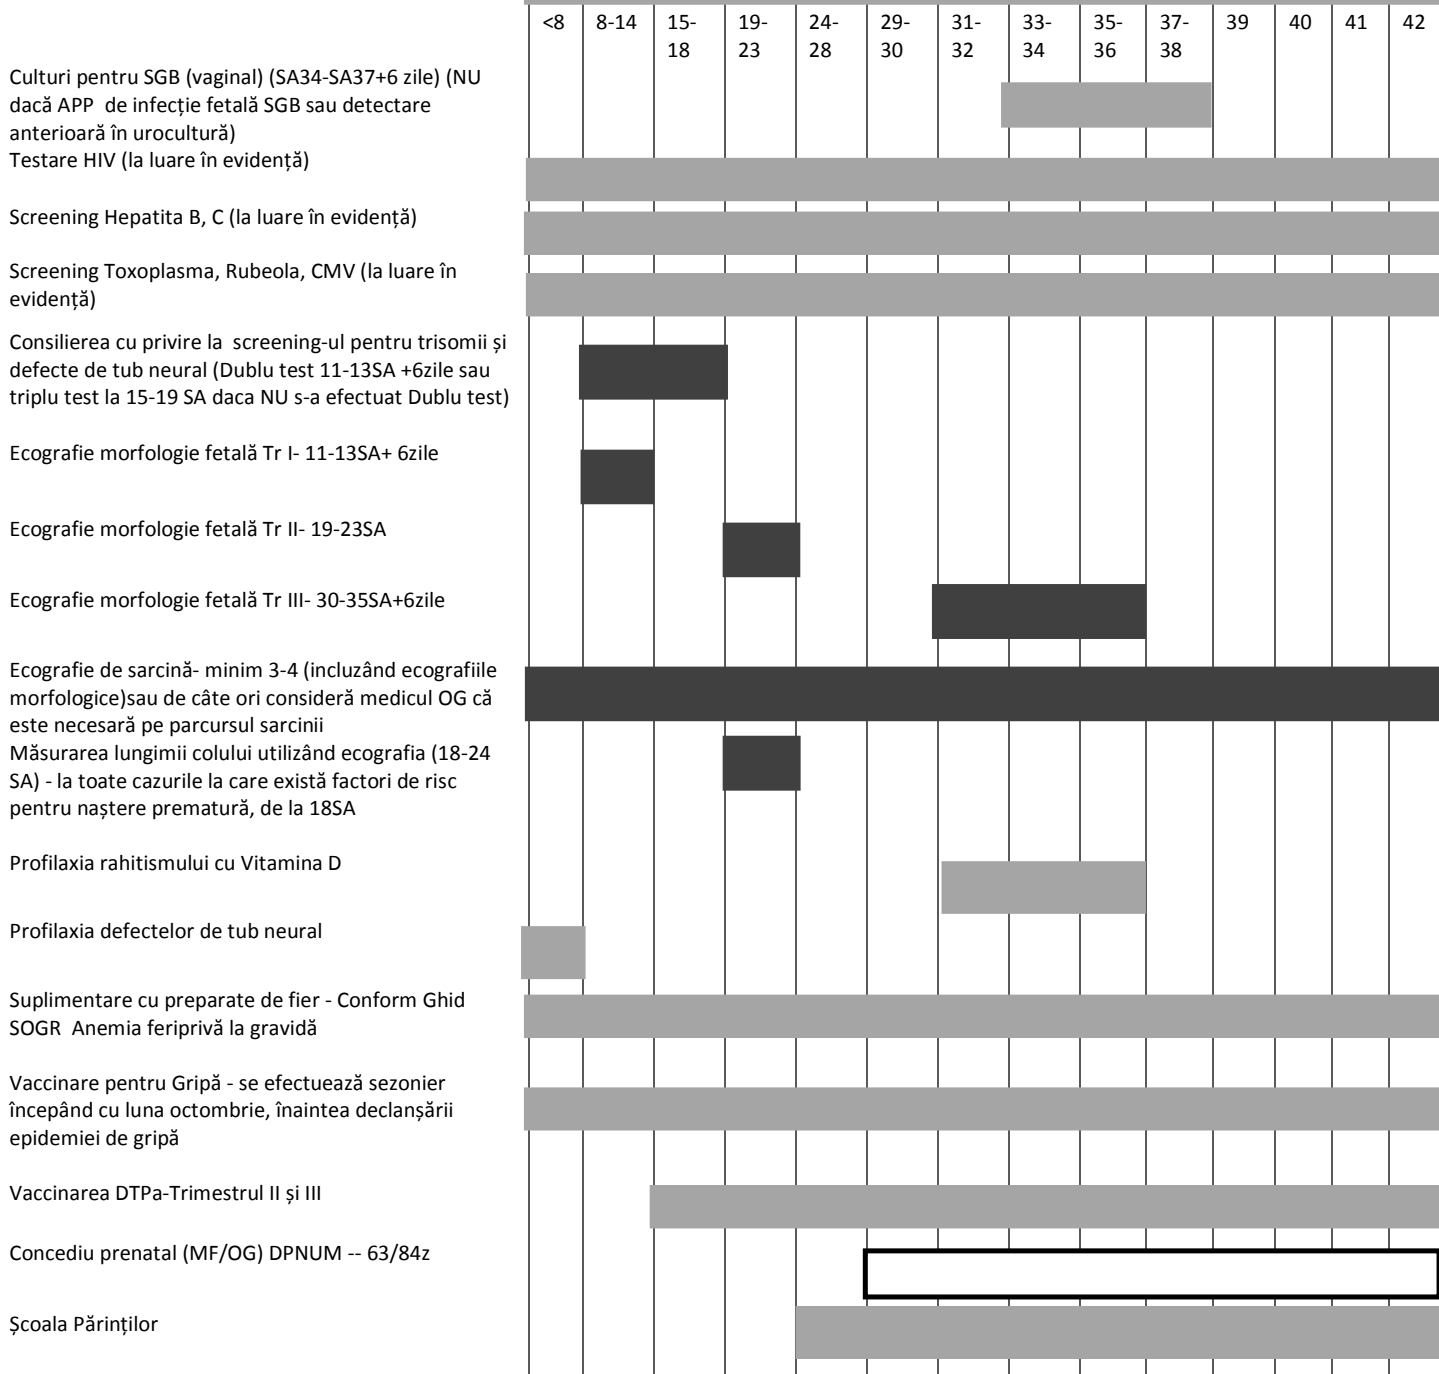 <8 8-14 15- 19- 24- 29- 31- 33- 35- 37- 39 40 41 42
18 23 28 30 32 34 36 38
Culturi pentru SGB (vaginal) (SA34-SA37+6 zile) (NU
dacă APP de infecție fetală SGB sau detectare
anterioară în urocultură)
Testare HIV (la luare în evidență)
Screening Hepatita B, C (la luare în evidență)
Screening Toxoplasma, Rubeola, CMV (la luare în
evidență)
Consilierea cu privire la screening-ul pentru trisomii și
defecte de tub neural (Dublu test 11-13SA +6zile sau
triplu test la 15-19 SA daca NU s-a efectuat Dublu test)
Ecografie morfologie fetală Tr I- 11-13SA+ 6zile
Ecografie morfologie fetală Tr II- 19-23SA
Ecografie morfologie fetală Tr III- 30-35SA+6zile
Ecografie de sarcină- minim 3-4 (incluzând ecografiile
morfologice)sau de câte ori consideră medicul OG că
este necesară pe parcursul sarcinii
Măsurarea lungimii colului utilizând ecografia (18-24
SA) - la toate cazurile la care există factori de risc
pentru naștere prematură, de la 18SA
Profilaxia rahitismului cu Vitamina D
Profilaxia defectelor de tub neural
Suplimentare cu preparate de fier - Conform Ghid
SOGR Anemia feriprivă la gravidă
Vaccinare pentru Gripă - se efectuează sezonier
începând cu luna octombrie, înaintea declanșării
epidemiei de gripă
Vaccinarea DTPa-Trimestrul II și III
Concediu prenatal (MF/OG) DPNUM -- 63/84z
Școala Părinților